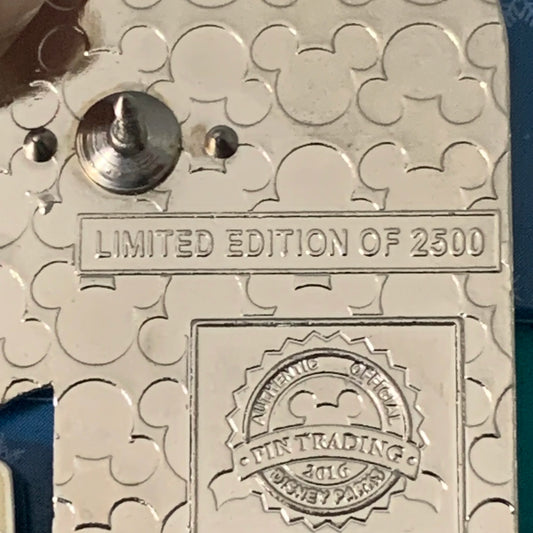 LIMITED EDITION OF 2500
AUTHENTIC OFFICIAL
• PIN TRADING •
2016
DISNEY PARKS